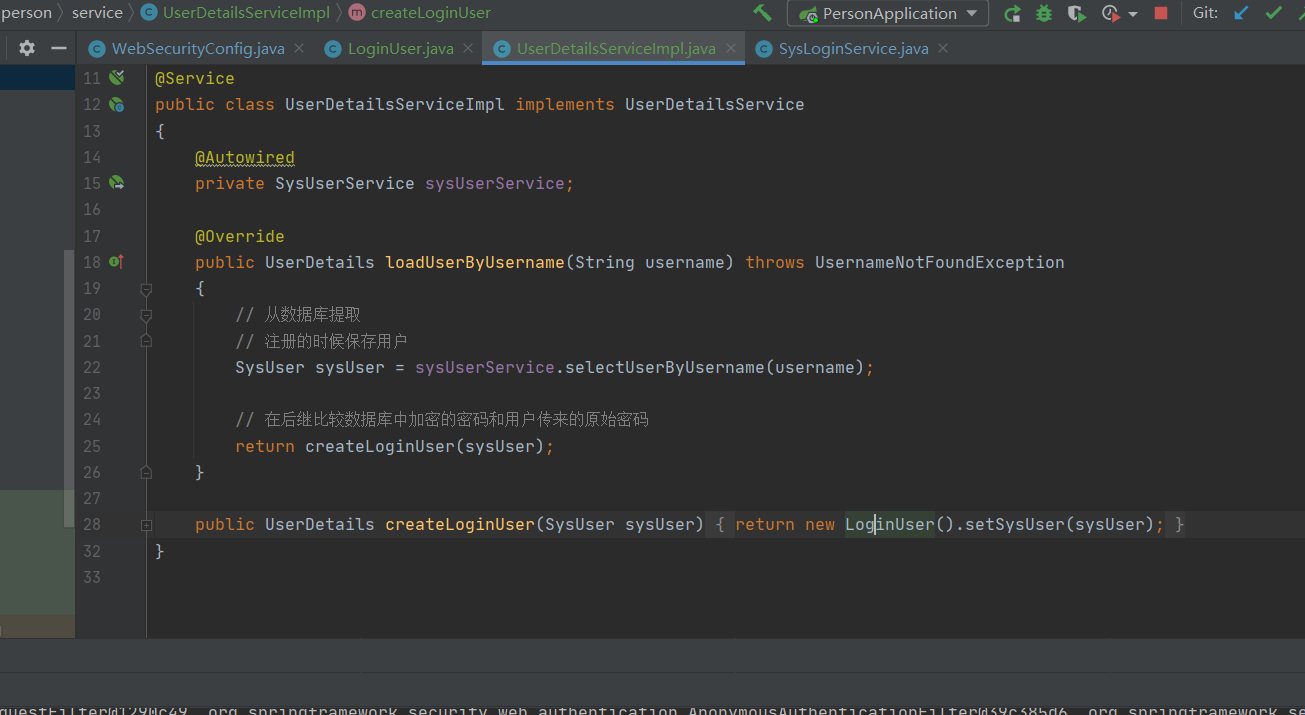 person service UserDetailsServiceImpl createLoginUser PersonApplication Git:
WebSecurityConfig.java LoginUser.java UserDetailsServiceImpl.java SysLoginService.java
11 @Service
12 public class UserDetailsServiceImpl implements UserDetailsService
13 {
14 @Autowired
15 private SysUserService sysUserService;
16
17 @Override
18 public UserDetails loadUserByUsername(String username) throws UsernameNotFoundException
19 {
20 // 从数据库提取
21 // 注册的时候保存用户
22 SysUser sysUser = sysUserService.selectUserByUsername(username);
23
24 // 在后继比较数据库中加密的密码和用户传来的原始密码
25 return createLoginUser(sysUser);
26 }
27
28 public UserDetails createLoginUser(SysUser sysUser) { return new LoginUser().setSysUser(sysUser); }
32 }
33
questFilter@1290c49, org.springframework.security.web.authentication.AnonymousAuthenticationFilter@39c385d6, org.springframework.se